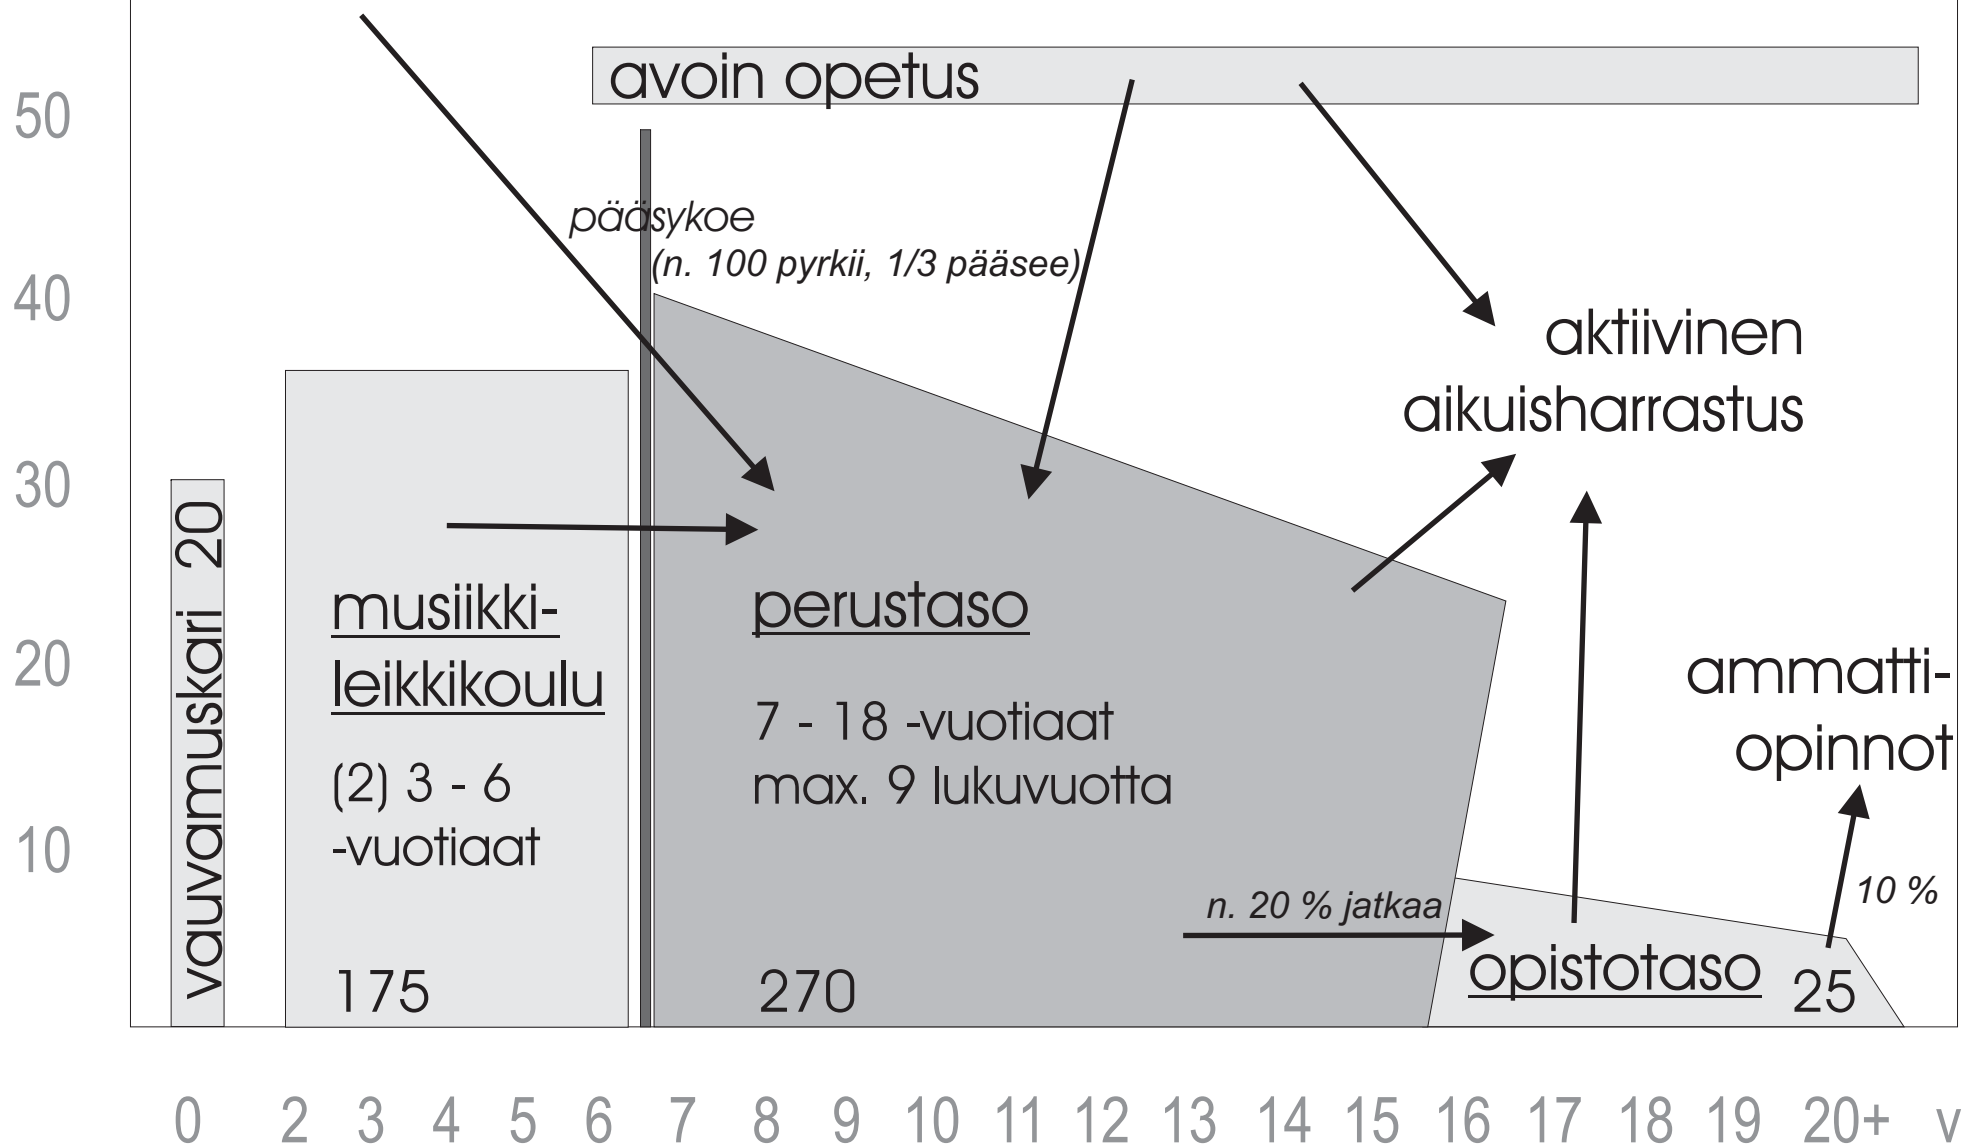 avoin opetus
50
pääsykoe
(n. 100 pyrkii, 1/3 pääsee)
40
aktiivinen
aikuisharrastus
30
vauvamuskari 20
musiikki-
leikkikoulu
(2) 3 - 6
-vuotiaat
175
perustaso
7 - 18 -vuotiaat
max. 9 lukuvuotta
270
20
ammatti-
opinnot
10
10 %
n. 20 % jatkaa
opistotaso 25
0 2 3 4 5 6 7 8 9 10 11 12 13 14 15 16 17 18 19 20+ v